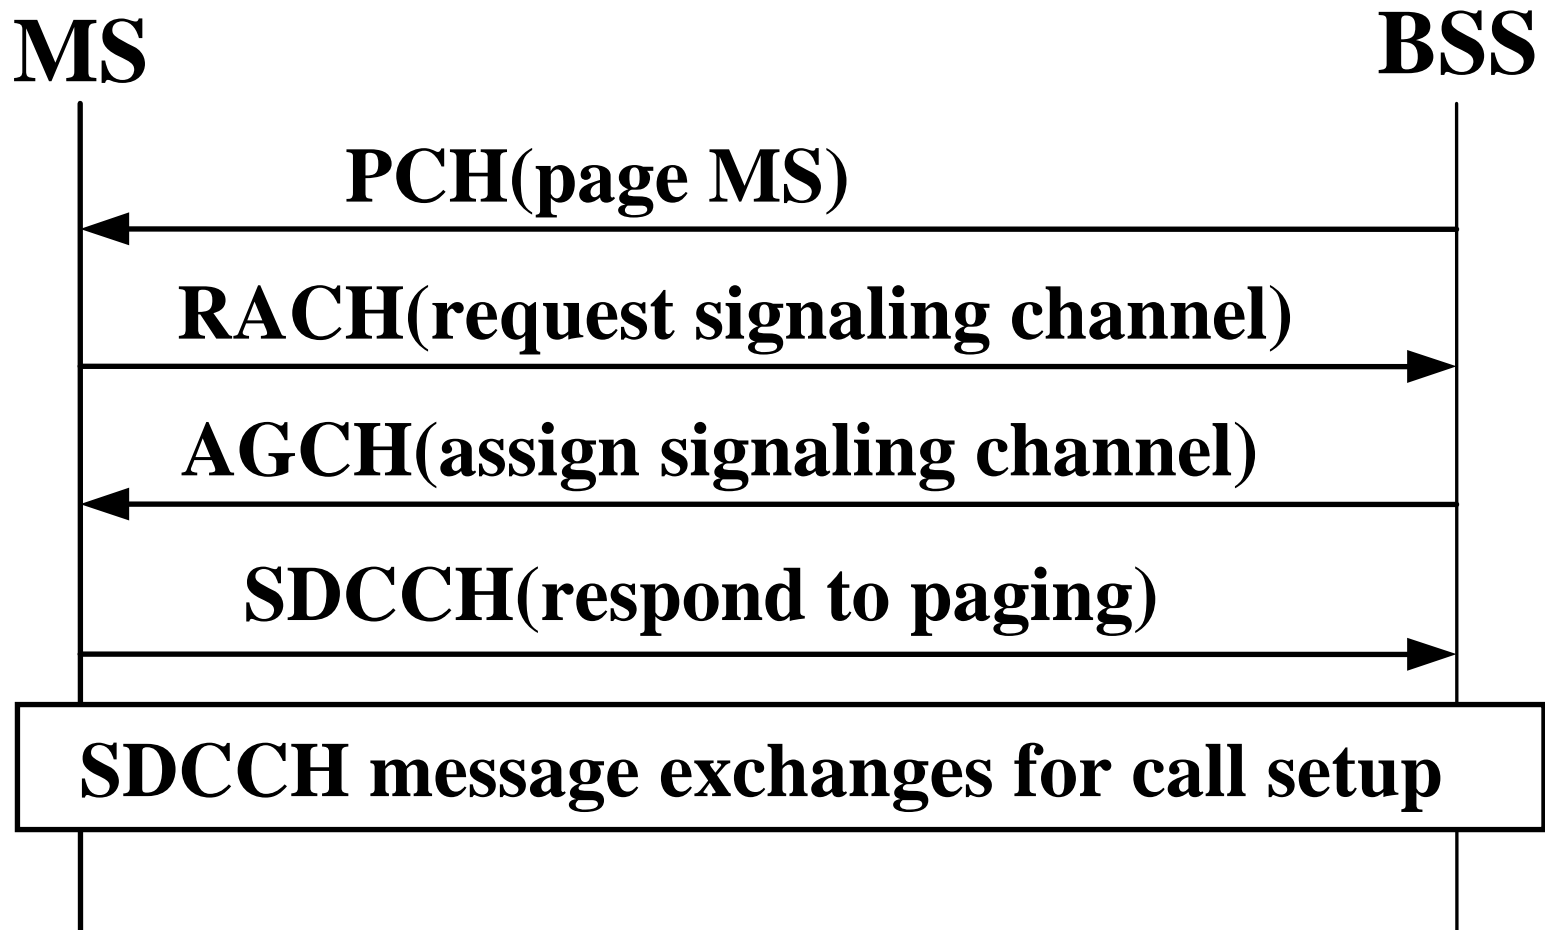 MS
BSS
PCH(page MS)
RACH(request signaling channel)
AGCH(assign signaling channel)
SDCCH(respond to paging)
SDCCH message exchanges for call setup